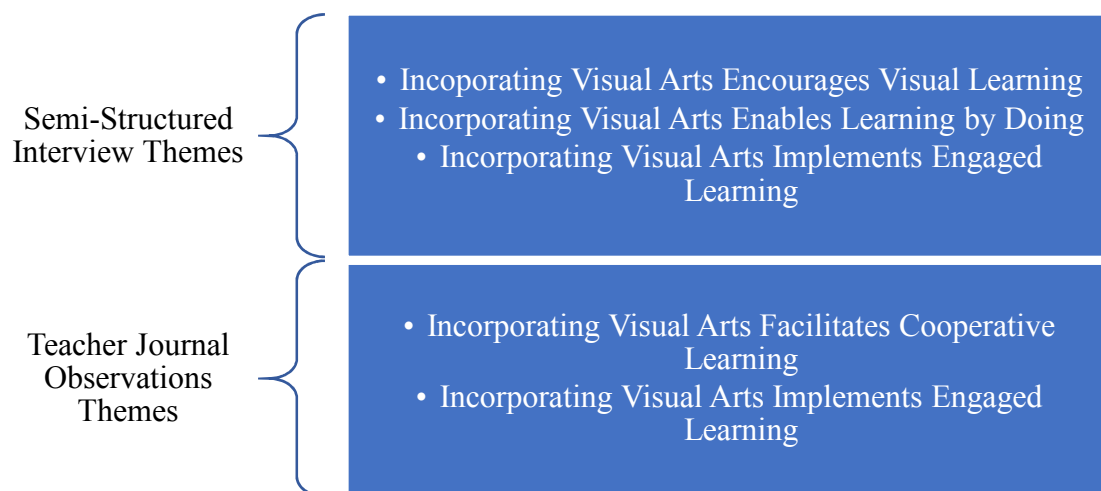 Semi-Structured
Interview Themes
• Incoporating Visual Arts Encourages Visual Learning
• Incorporating Visual Arts Enables Learning by Doing
• Incorporating Visual Arts Implements Engaged
Learning
Teacher Journal
Observations
Themes
• Incorporating Visual Arts Facilitates Cooperative
Learning
• Incorporating Visual Arts Implements Engaged
Learning